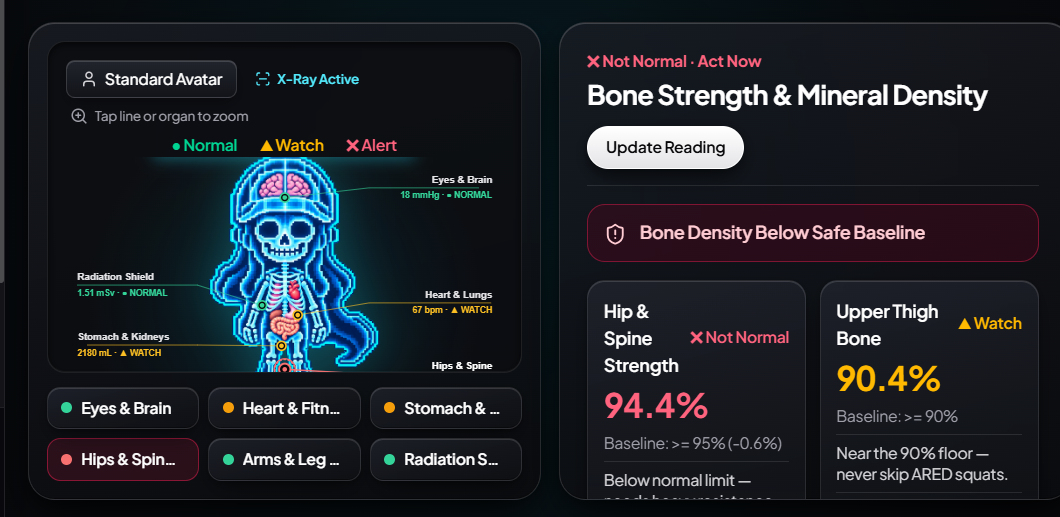 Standard Avatar
X-Ray Active
Tap line or organ to zoom
● Normal ▲ Watch ❌ Alert
Eyes & Brain
18 mmHg · ● NORMAL
Radiation Shield
1.51 mSv · ● NORMAL
Heart & Lungs
67 bpm · ▲ WATCH
Stomach & Kidneys
2180 mL · ▲ WATCH
Hips & Spine
Eyes & Brain
Heart & Fitn...
Stomach & ...
Hips & Spin...
Arms & Leg ...
Radiation S...
❌ Not Normal · Act Now
Bone Strength & Mineral Density
Update Reading
Bone Density Below Safe Baseline
Hip &
Spine
Strength
❌ Not Normal
94.4%
Baseline: >= 95% (-0.6%)
Below normal limit —
Upper Thigh
Bone
▲ Watch
90.4%
Baseline: >= 90%
Near the 90% floor —
never skip ARED squats.